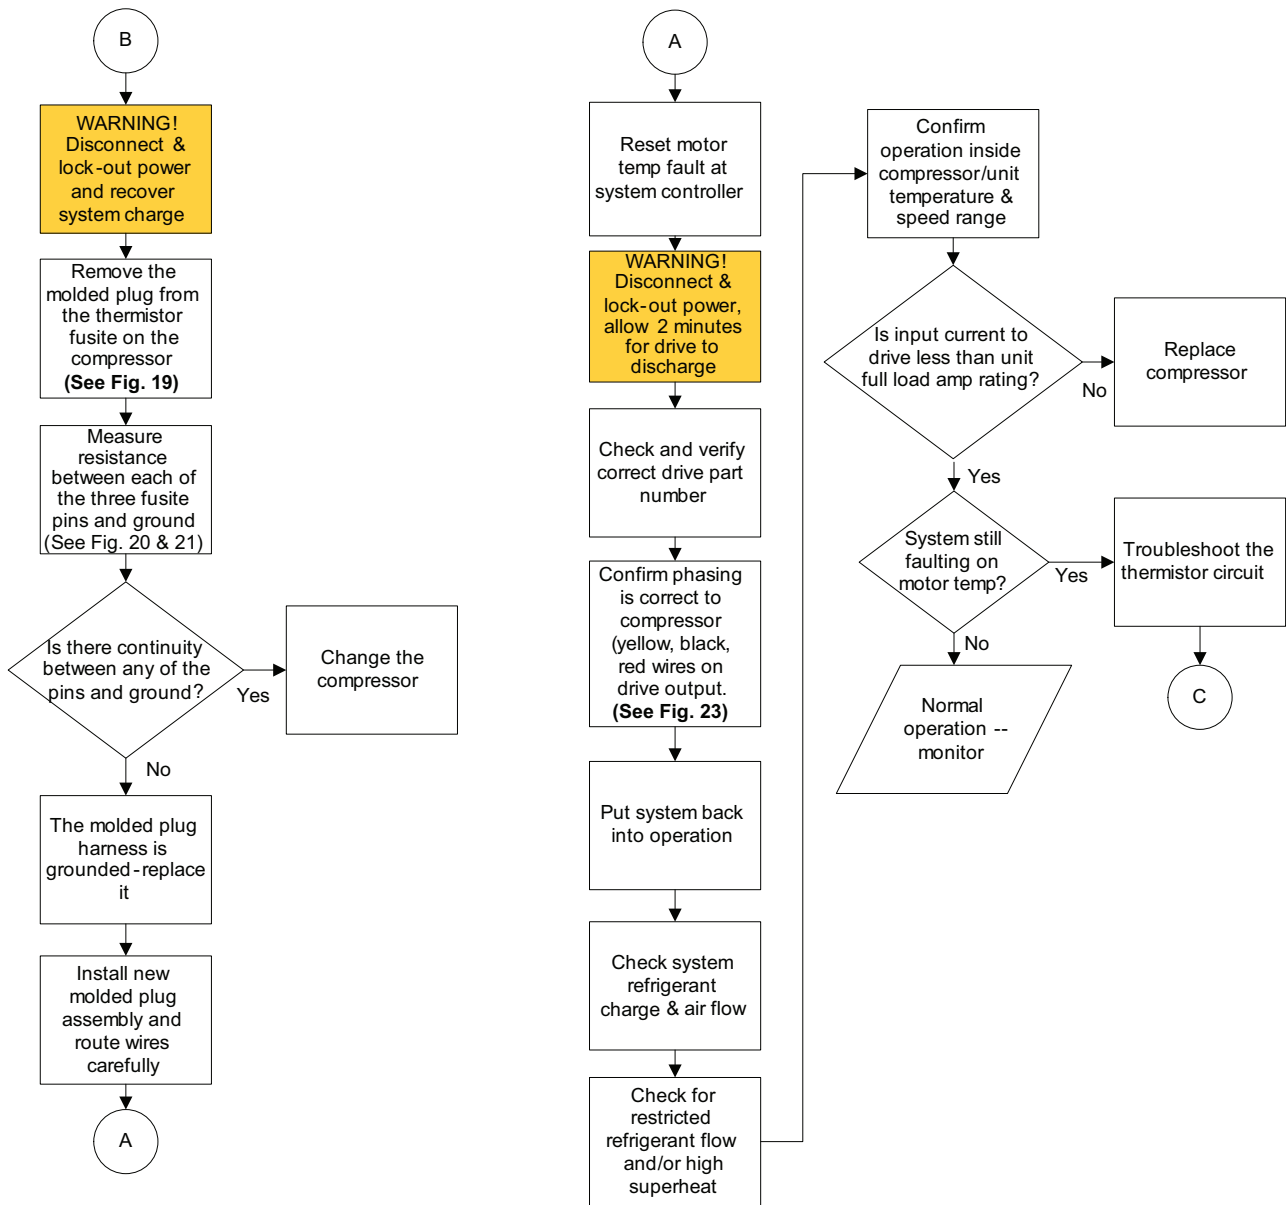 B
WARNING!
Disconnect &
lock-out power
and recover
system charge
Remove the
molded plug from
the thermistor
fusite on the
compressor
(See Fig. 19)
Measure
resistance
between each of
the three fusite
pins and ground
(See Fig. 20 & 21)
Is there continuity
between any of the
pins and ground?
Yes
Change the
compressor
No
The molded plug
harness is
grounded-replace
it
Install new
molded plug
assembly and
route wires
carefully
A
A
Reset motor
temp fault at
system controller
WARNING!
Disconnect &
lock-out power,
allow 2 minutes
for drive to
discharge
Check and verify
correct drive part
number
Confirm phasing
is correct to
compressor
(yellow, black,
red wires on
drive output.
(See Fig. 23)
Put system back
into operation
Check system
refrigerant
charge & air flow
Check for
restricted
refrigerant flow
and/or high
superheat
Confirm
operation inside
compressor/unit
temperature &
speed range
Is input current to
drive less than unit
full load amp rating?
No
Replace
compressor
Yes
System still
faulting on
motor temp?
Yes
Troubleshoot the
thermistor circuit
C
No
Normal
operation --
monitor